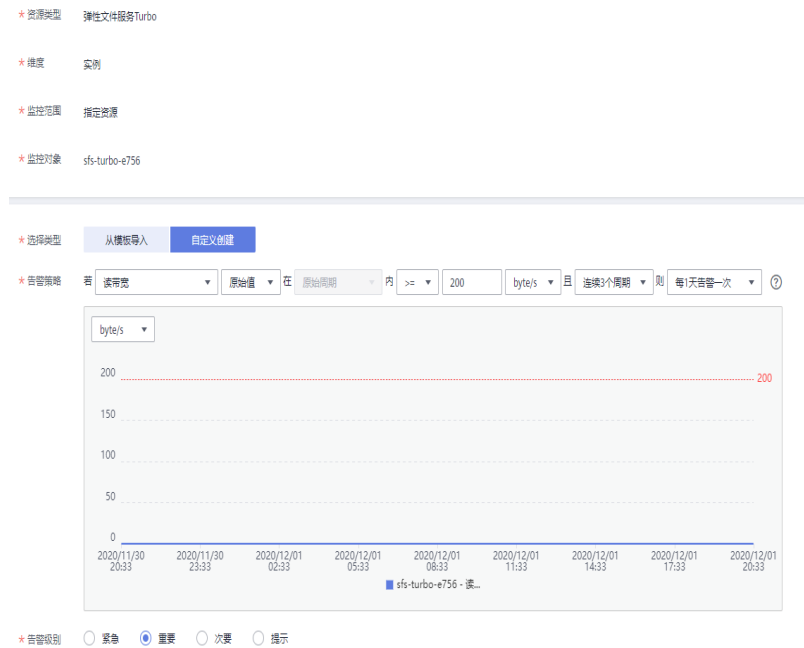 * 资源类型 弹性文件服务Turbo
* 维度 实例
* 监控范围 指定资源
* 监控对象 sfs-turbo-e756
* 选择类型 从模板导入 自定义创建
* 告警策略 若 读带宽 原始值 在 原始周期 内 >= 200 byte/s 且 连续3个周期 则 每1天告警一次 ?
byte/s
200 200
150
100
50
0
2020/11/30 2020/11/30 2020/12/01 2020/12/01 2020/12/01 2020/12/01 2020/12/01 2020/12/01 2020/12/01
20:33 23:33 02:33 05:33 08:33 11:33 14:33 17:33 20:33
sfs-turbo-e756 - 读...
* 告警级别 紧急 重要 次要 提示